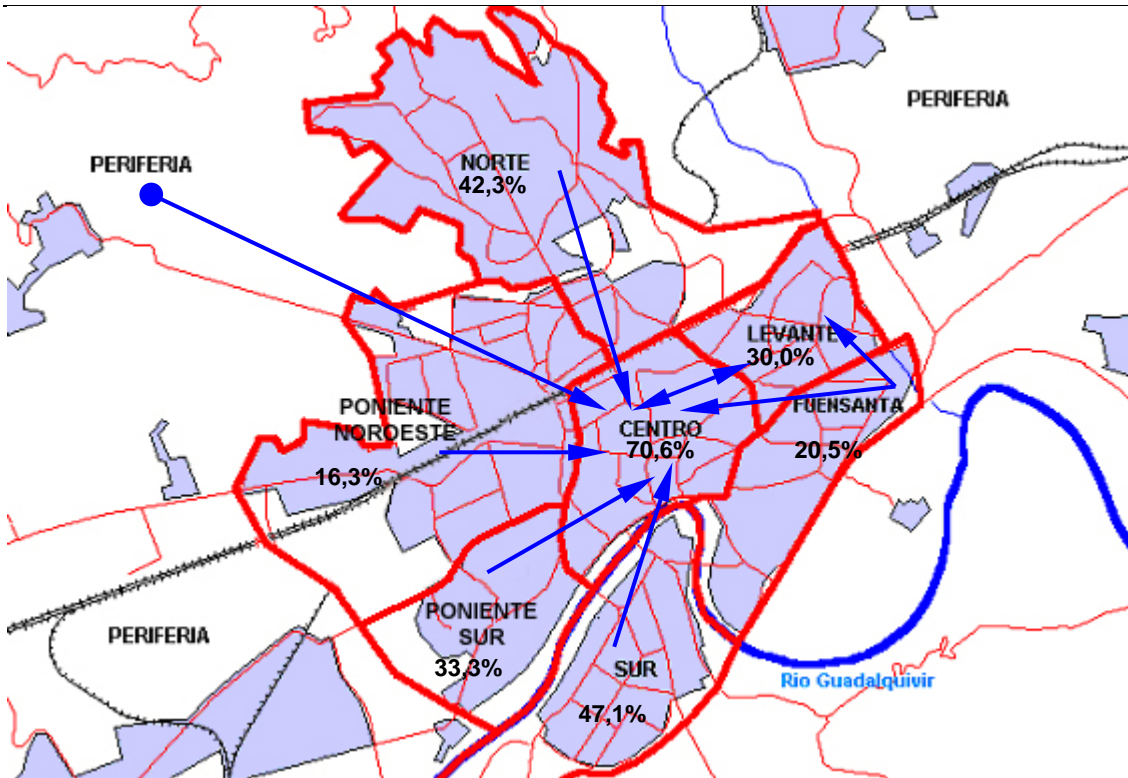 PERIFERIA
PERIFERIA
NORTE
42,3%
LEVANTE
30,0%
PONIENTE
NOROESTE
16,3%
CENTRO
70,6%
FUENSANTA
20,5%
PONIENTE
SUR
33,3%
PERIFERIA
SUR
47,1%
Rio Guadalquivir